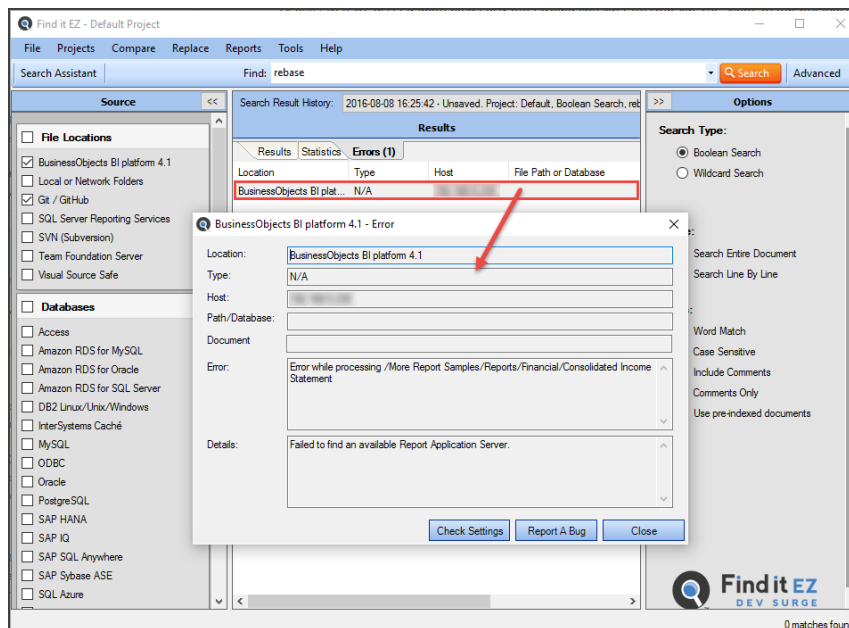 Find it EZ - Default Project
File Projects Compare Replace Reports Tools Help
Search Assistant Find: rebase Search Advanced
Source <<
File Locations
BusinessObjects BI platform 4.1
Local or Network Folders
Git / GitHub
SQL Server Reporting Services
SVN (Subversion)
Team Foundation Server
Visual Source Safe
Databases
Access
Amazon RDS for MySQL
Amazon RDS for Oracle
Amazon RDS for SQL Server
DB2 Linux/Unix/Windows
InterSystems Caché
MySQL
ODBC
Oracle
PostgreSQL
SAP HANA
SAP IQ
SAP SQL Anywhere
SAP Sybase ASE
SQL Azure
Search Result History: 2016-08-08 16:25:42 - Unsaved. Project: Default, Boolean Search, reb
Results
Results Statistics Errors (1)
Location Type Host File Path or Database
BusinessObjects BI plat... N/A
BusinessObjects BI platform 4.1 - Error
Location: BusinessObjects BI platform 4.1
Type: N/A
Host:
Path/Database:
Document
Error: Error while processing /More Report Samples/Reports/Financial/Consolidated Income
Statement
Details: Failed to find an available Report Application Server.
Check Settings Report A Bug Close
>> Options
Search Type:
Boolean Search
Wildcard Search
Search Entire Document
Search Line By Line
Word Match
Case Sensitive
Include Comments
Comments Only
Use pre-indexed documents
Find it EZ
DEV SURGE
0 matches foun